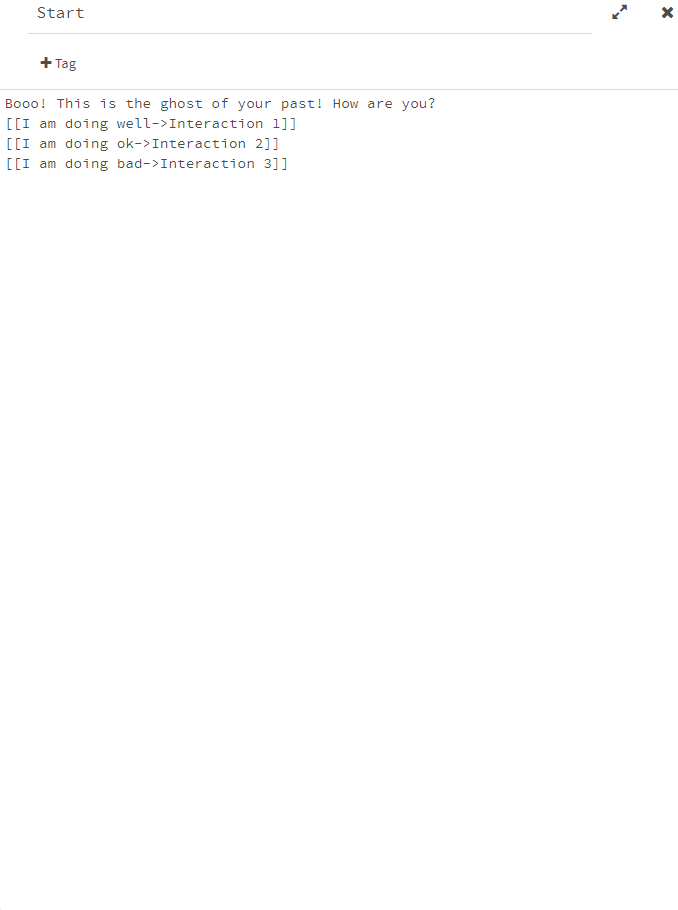 Start
Tag
Booo! This is the ghost of your past! How are you?
[[I am doing well->Interaction 1]]
[[I am doing ok->Interaction 2]]
[[I am doing bad->Interaction 3]]